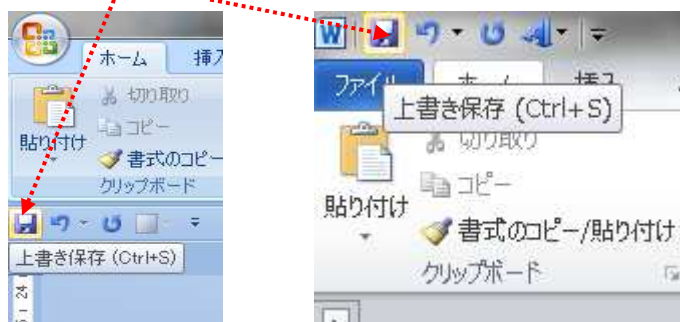 ホーム 挿入
切り取り
コピー
貼り付け
書式のコピー
クリップボード
上書き保存 (Ctrl+S)
24
W
ファイル
上書き保存 (Ctrl+S)
切り取り
コピー
貼り付け
書式のコピー/貼り付け
クリップボード